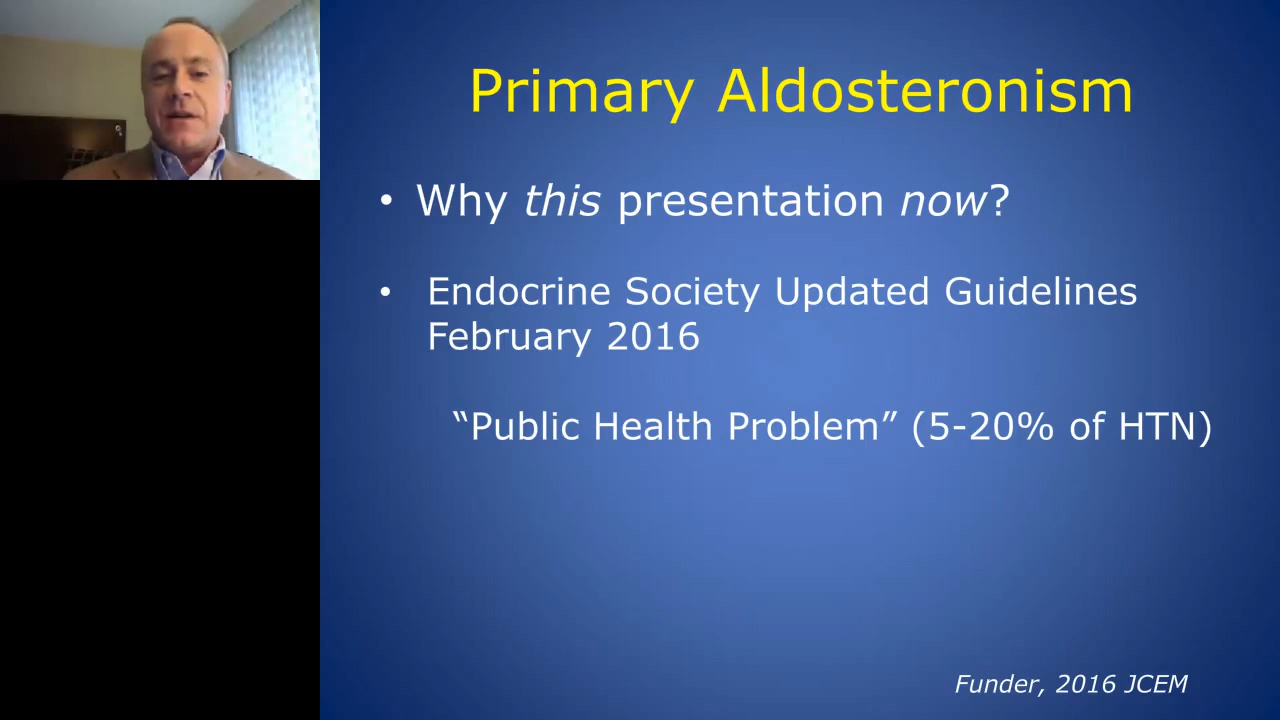 Primary Aldosteronism
• Why this presentation now?
• Endocrine Society Updated Guidelines
February 2016
“Public Health Problem” (5-20% of HTN)
Funder, 2016 JCEM